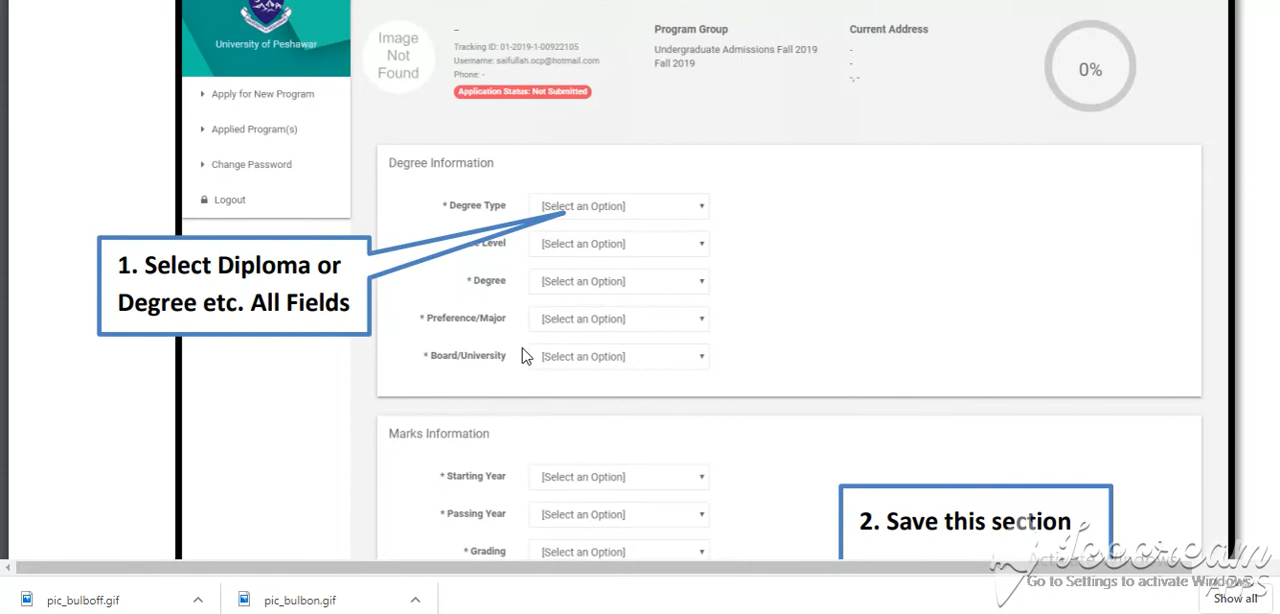 University of Peshawar
Apply for New Program
Applied Program(s)
Change Password
Logout
Image
Not
Found
--
Tracking ID: 01-2019-1-00922105
Username: saifullah.ocp@hotmail.com
Phone: -
Application Status: Not Submitted
Program Group
Undergraduate Admissions Fall 2019
Fall 2019
Current Address
-
-
-, -
0%
Degree Information
* Degree Type [Select an Option]
Level [Select an Option]
* Degree [Select an Option]
* Preference/Major [Select an Option]
* Board/University [Select an Option]
1. Select Diploma or
Degree etc. All Fields
Marks Information
* Starting Year [Select an Option]
* Passing Year [Select an Option]
* Grading [Select an Option]
2. Save this section
Activate Windows
Go to Settings to activate Windows.
pic_bulboff.gif
pic_bulbon.gif
Show all